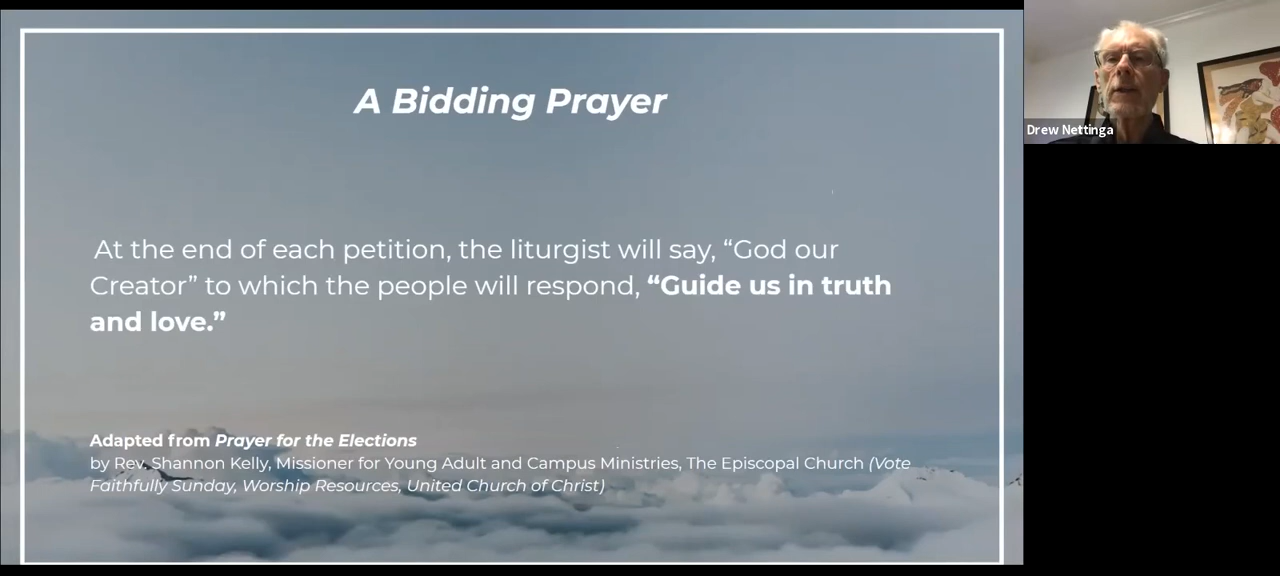 A Bidding Prayer
At the end of each petition, the liturgist will say, “God our
Creator” to which the people will respond, “Guide us in truth
and love.”
Adapted from Prayer for the Elections
by Rev. Shannon Kelly, Missioner for Young Adult and Campus Ministries, The Episcopal Church (Vote
Faithfully Sunday, Worship Resources, United Church of Christ)
Drew Nettinga